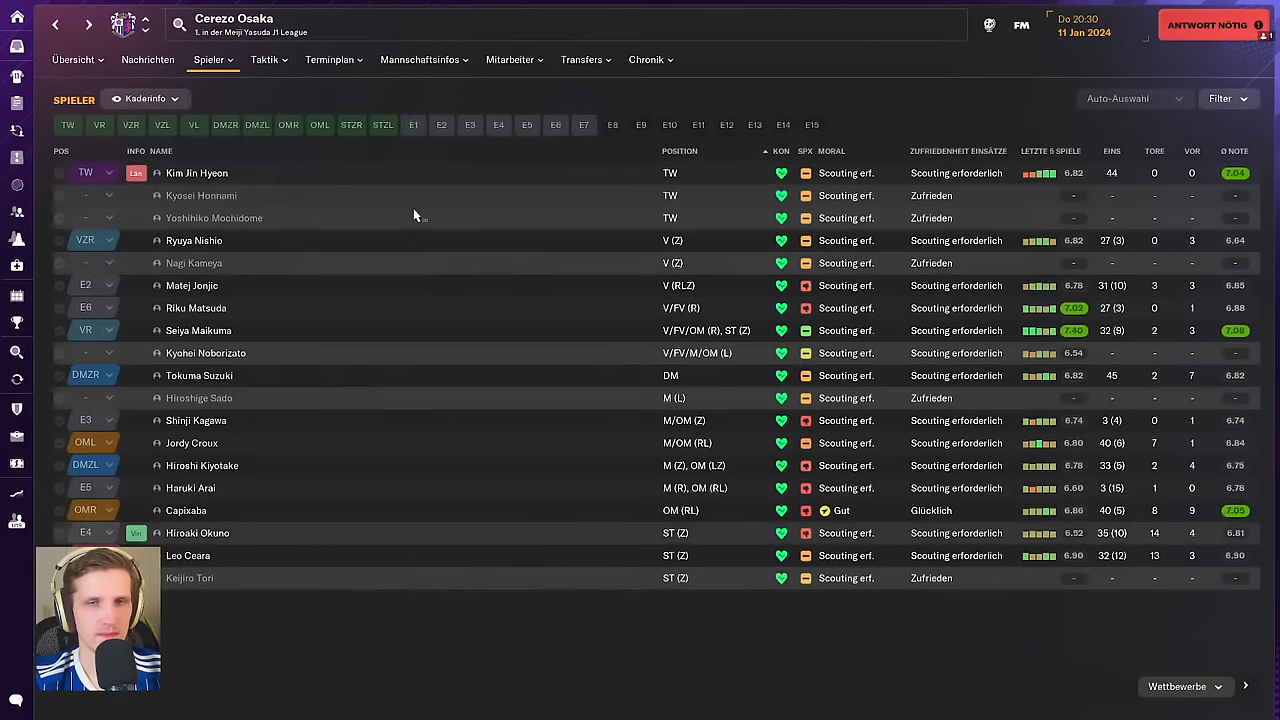 Cerezo Osaka
1. in der Meiji Yasuda J1 League
FM
Do 20:30
11 Jan 2024
ANTWORT NÖTIG
1
Übersicht Nachrichten Spieler Taktik Terminplan Mannschaftsinfos Mitarbeiter Transfers Chronik
SPIELER Kaderinfo Auto-Auswahl Filter
TW VR VZR VZL VL DMZR DMZL OMR OML STZR STZL E1 E2 E3 E4 E5 E6 E7 E8 E9 E10 E11 E12 E13 E14 E15
POS INFO NAME POSITION KON SPX MORAL ZUFRIEDENHEIT EINSÄTZE LETZTE 5 SPIELE EINS TORE VOR Ø NOTE
TW Län Kim Jin Hyeon TW Scouting erf. Scouting erforderlich 6.82 44 0 0 7.04
- Kyosei Honnami TW Scouting erf. Zufrieden - - - - -
- Yoshihiko Mochidome TW Scouting erf. Zufrieden - - - - -
VZR Ryuya Nishio V (Z) Scouting erf. Scouting erforderlich 6.82 27 (3) 0 3 6.64
- Nagi Kameya V (Z) Scouting erf. Zufrieden - - - - -
E2 Matej Jonjic V (RLZ) Scouting erf. Scouting erforderlich 6.78 31 (10) 3 3 6.85
E6 Riku Matsuda V/FV (R) Scouting erf. Scouting erforderlich 7.02 27 (3) 0 1 6.88
VR Seiya Maikuma V/FV/OM (R), ST (Z) Scouting erf. Scouting erforderlich 7.40 32 (9) 2 3 7.08
- Kyohei Noborizato V/FV/M/OM (L) Scouting erf. Scouting erforderlich 6.54 - - - -
DMZR Tokuma Suzuki DM Scouting erf. Scouting erforderlich 6.82 45 2 7 6.82
- Hiroshige Sado M (L) Scouting erf. Zufrieden - - - - -
E3 Shinji Kagawa M/OM (Z) Scouting erf. Scouting erforderlich 6.74 3 (4) 0 1 6.74
OML Jordy Croux M/OM (RL) Scouting erf. Scouting erforderlich 6.80 40 (6) 7 1 6.84
DMZL Hiroshi Kiyotake M (Z), OM (LZ) Scouting erf. Scouting erforderlich 6.78 33 (5) 2 4 6.75
E5 Haruki Arai M (R), OM (RL) Scouting erf. Scouting erforderlich 6.60 3 (15) 1 0 6.78
OMR Capixaba OM (RL) Gut Glücklich 6.86 40 (5) 8 9 7.05
E4 Vin Hiroaki Okuno ST (Z) Scouting erf. Scouting erforderlich 6.52 35 (10) 14 4 6.81
Leo Ceara ST (Z) Scouting erf. Scouting erforderlich 6.90 32 (12) 13 3 6.90
Keijiro Tori ST (Z) Scouting erf. Zufrieden - - - - -
Wettbewerbe